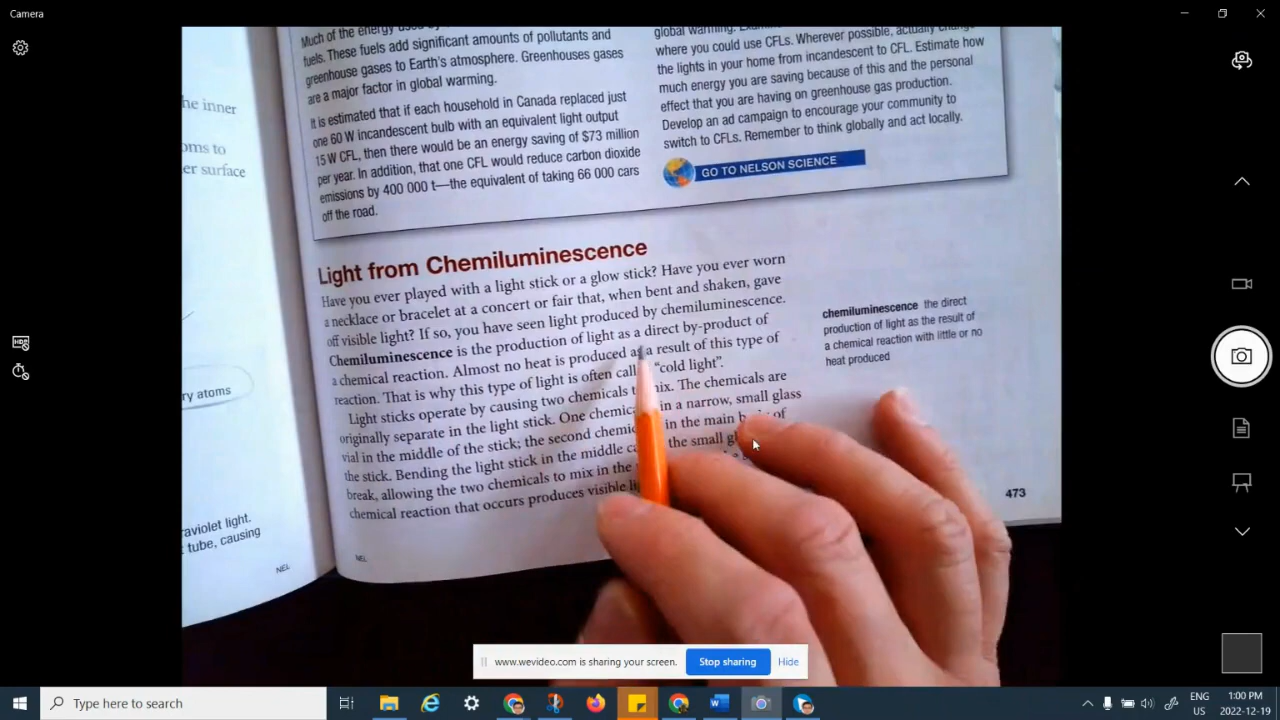 Camera
Much of the energy used
fuels. These fuels add significant amounts of pollutants and
greenhouse gases to Earth's atmosphere. Greenhouses gases
are a major factor in global warming.
It is estimated that if each household in Canada replaced just
one 60 W incandescent bulb with an equivalent light output
15 W CFL, then there would be an energy saving of $73 million
per year. In addition, that one CFL would reduce carbon dioxide
emissions by 400 000 t—the equivalent of taking 66 000 cars
off the road.
global warming.
where you could use CFLs. Wherever possible, actually change
the lights in your home from incandescent to CFL. Estimate how
much energy you are saving because of this and the personal
effect that you are having on greenhouse gas production.
Develop an ad campaign to encourage your community to
switch to CFLs. Remember to think globally and act locally.
GO TO NELSON SCIENCE
he inner
oms to
er surface
ry atoms
raviolet light.
tube, causing
NEL
Light from Chemiluminescence
Have you ever played with a light stick or a glow stick? Have you ever worn
a necklace or bracelet at a concert or fair that, when bent and shaken, gave
off visible light? If so, you have seen light produced by chemiluminescence.
Chemiluminescence is the production of light as a direct by-product of
a chemical reaction. Almost no heat is produced as a result of this type of
reaction. That is why this type of light is often call "cold light".
Light sticks operate by causing two chemicals to mix. The chemicals are
originally separate in the light stick. One chemic in a narrow, small glass
vial in the middle of the stick; the second chemic in the main of
the stick. Bending the light stick in the middle ca the small
break, allowing the two chemicals to mix in the
chemical reaction that occurs produces visible
NEL
chemiluminescence the direct
production of light as the result of
a chemical reaction with little or no
heat produced
473
www.wevideo.com is sharing your screen. Stop sharing Hide
Type here to search
ENG
US
1:00 PM
2022-12-19